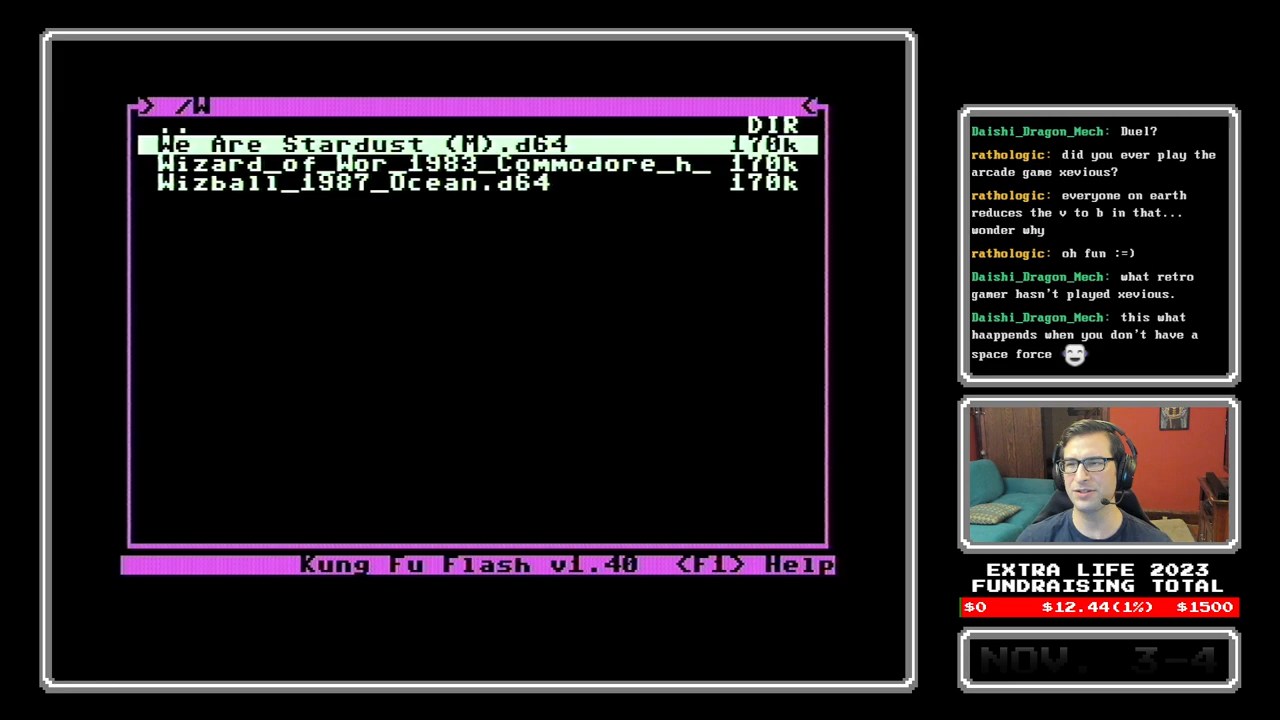 /W
.. DIR
We Are Stardust (M).d64 170k
Wizard_of_Wor_1983_Commodore_h_ 170k
Wizball_1987_Ocean.d64 170k
Kung Fu Flash v1.40 <F1> Help
Daishi_Dragon_Mech: Duel?
rathologic: did you ever play the
arcade game xevious?
rathologic: everyone on earth
reduces the v to b in that...
wonder why
rathologic: oh fun :=)
Daishi_Dragon_Mech: what retro
gamer hasn't played xevious.
Daishi_Dragon_Mech: this what
haappends when you don't have a
space force
EXTRA LIFE 2023
FUNDRAISING TOTAL
$0 $12.44(1%) $1500
NOV. 3-4